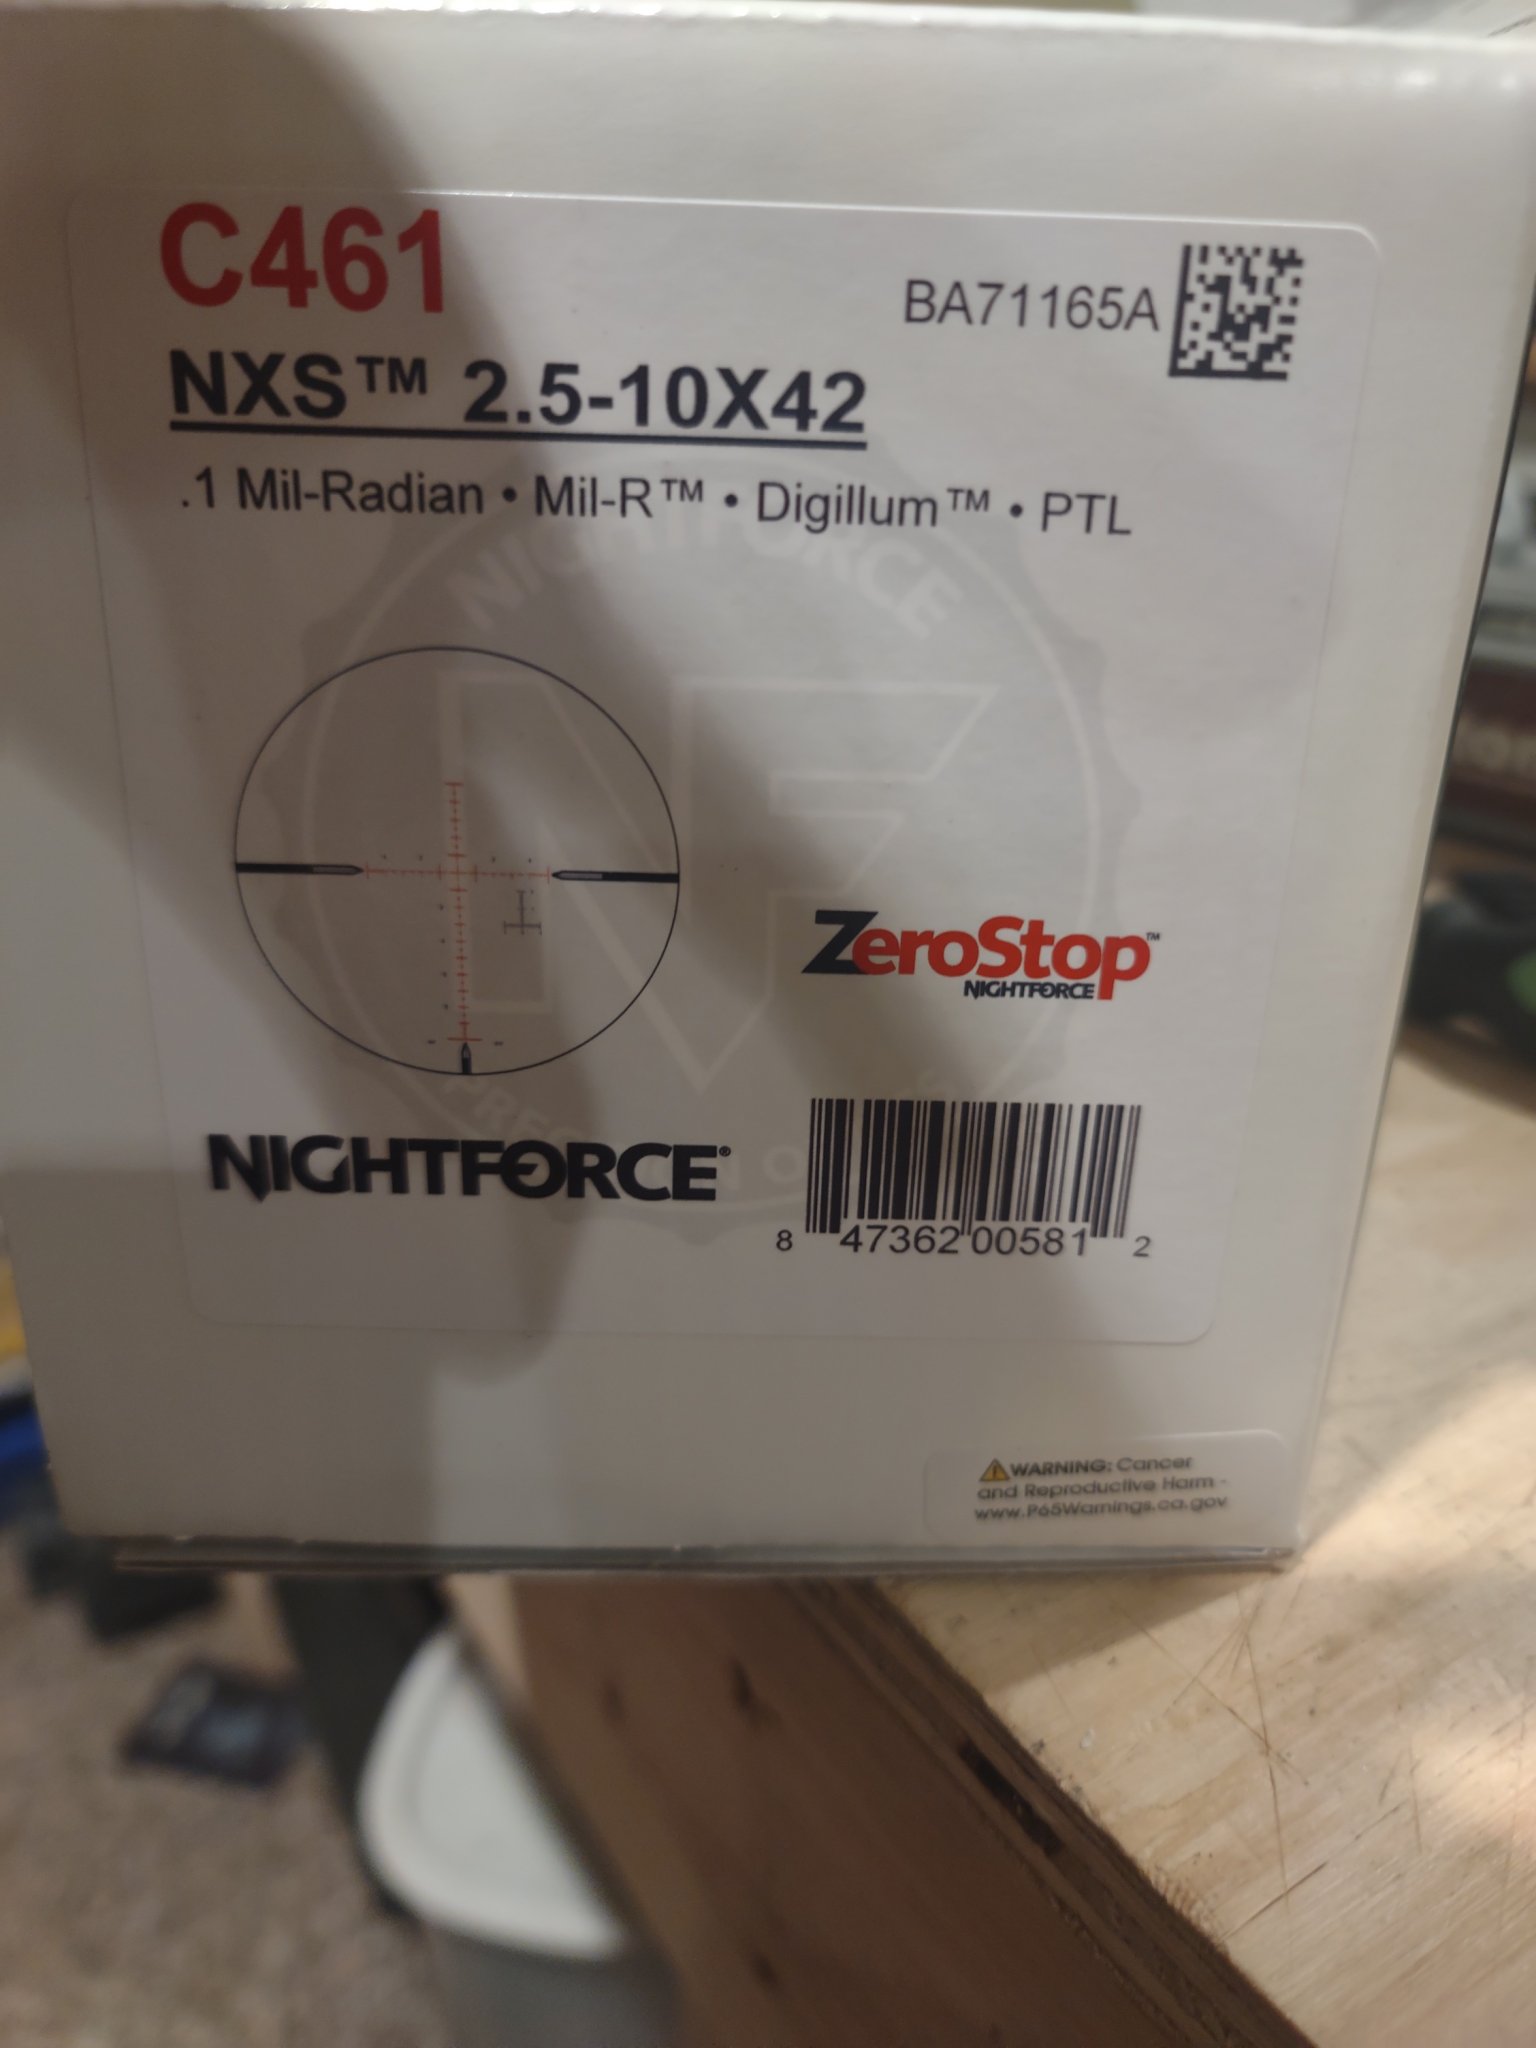 C461
BA71165A
NXS™ 2.5-10X42
.1 Mil-Radian • Mil-R™ • Digillum™ • PTL
NIGHTFORCE
ZeroStop™
NIGHTFORCE
NIGHTFORCE®
8 47362 00581 2
⚠WARNING: Cancer
and Reproductive Harm -
www.P65Warnings.ca.gov